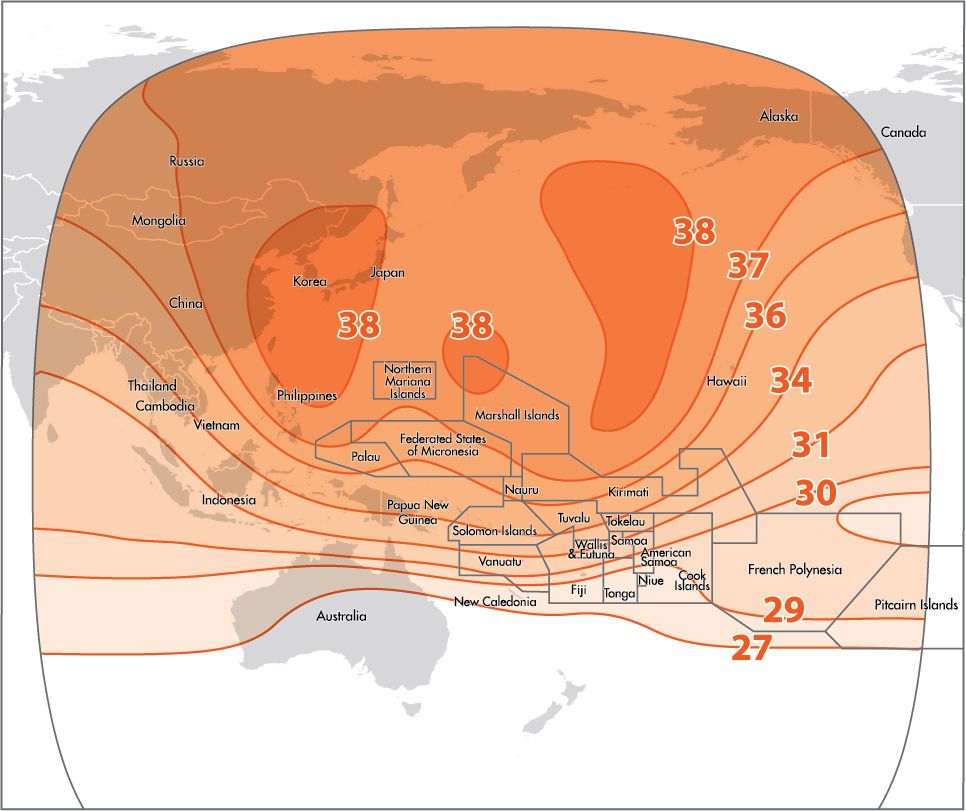 Alaska
Canada
Russia
Mongolia
38
37
Korea
Japan
China
38
38
36
Northern
Mariana
Islands
Hawaii
34
Thailand
Philippines
Cambodia
Marshall Islands
Vietnam
Federated States
of Micronesia
31
Palau
Nauru
Kirimati
30
Indonesia
Papua New
Guinea
Tuvalu
Tokelau
Solomon Islands
Samoa
Wallis
& Futuna
American
Samoa
Vanuatu
French Polynesia
Niue
Cook
Islands
Fiji
Tonga
New Caledonia
29
Pitcairn Islands
Australia
27